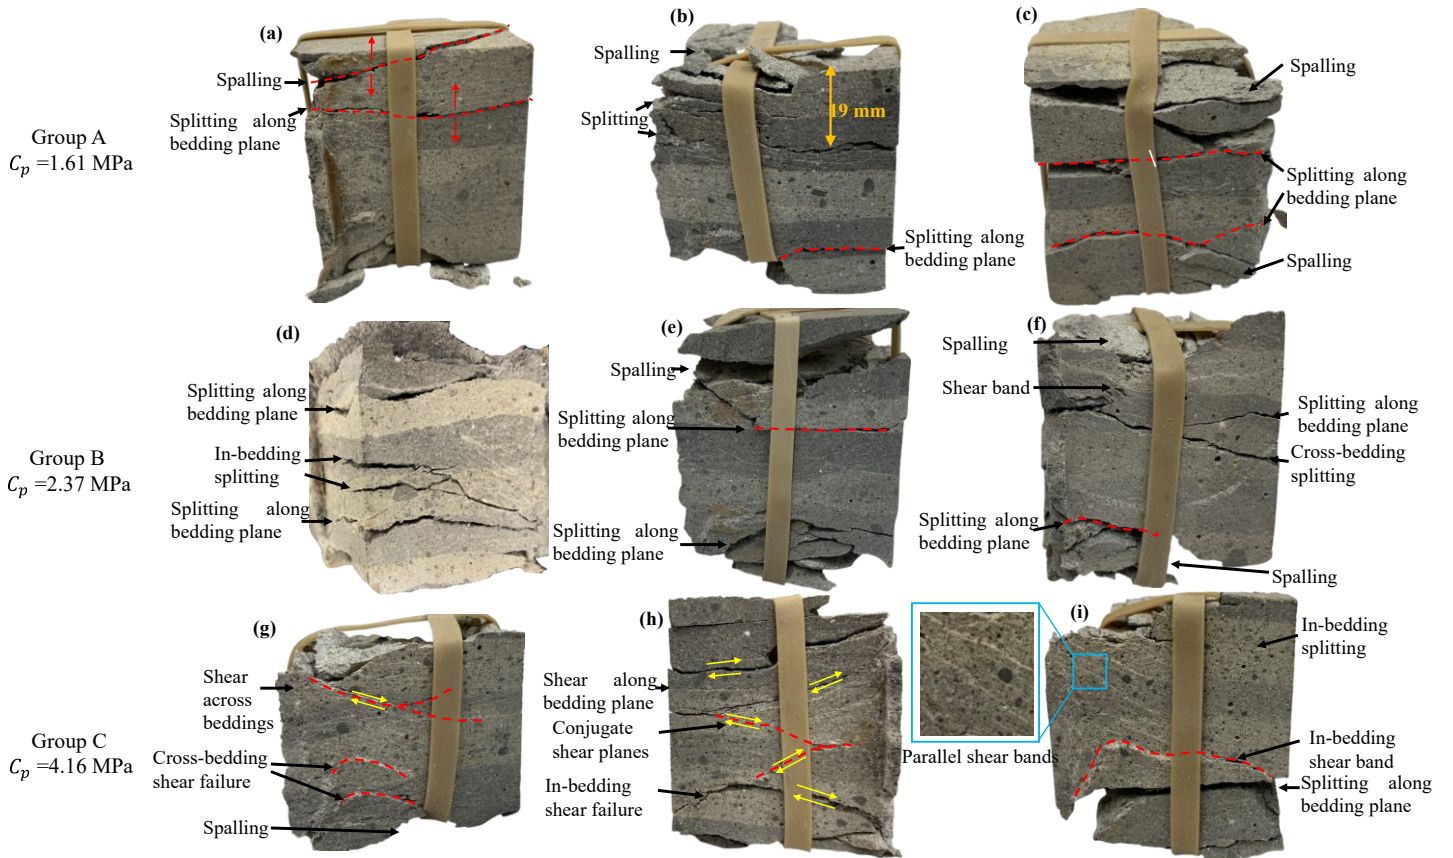 (a)
Spalling
Splitting along
bedding plane
Group A
Cₚ =1.61 MPa
(b)
Spalling
Splitting
19 mm
Splitting along
bedding plane
(c)
Spalling
Splitting along
bedding plane
Spalling
(d)
Splitting along
bedding plane
In-bedding
splitting
Splitting along
bedding plane
Group B
Cₚ =2.37 MPa
(e)
Spalling
Splitting along
bedding plane
Splitting along
bedding plane
(f)
Spalling
Shear band
Splitting along
bedding plane
Cross-bedding
splitting
Splitting along
bedding plane
Spalling
(g)
Shear
across
beddings
Cross-bedding
shear failure
Spalling
Group C
Cₚ =4.16 MPa
(h)
Shear along
bedding plane
Conjugate
shear planes
In-bedding
shear failure
Parallel shear bands
(i)
In-bedding
splitting
In-bedding
shear band
Splitting along
bedding plane